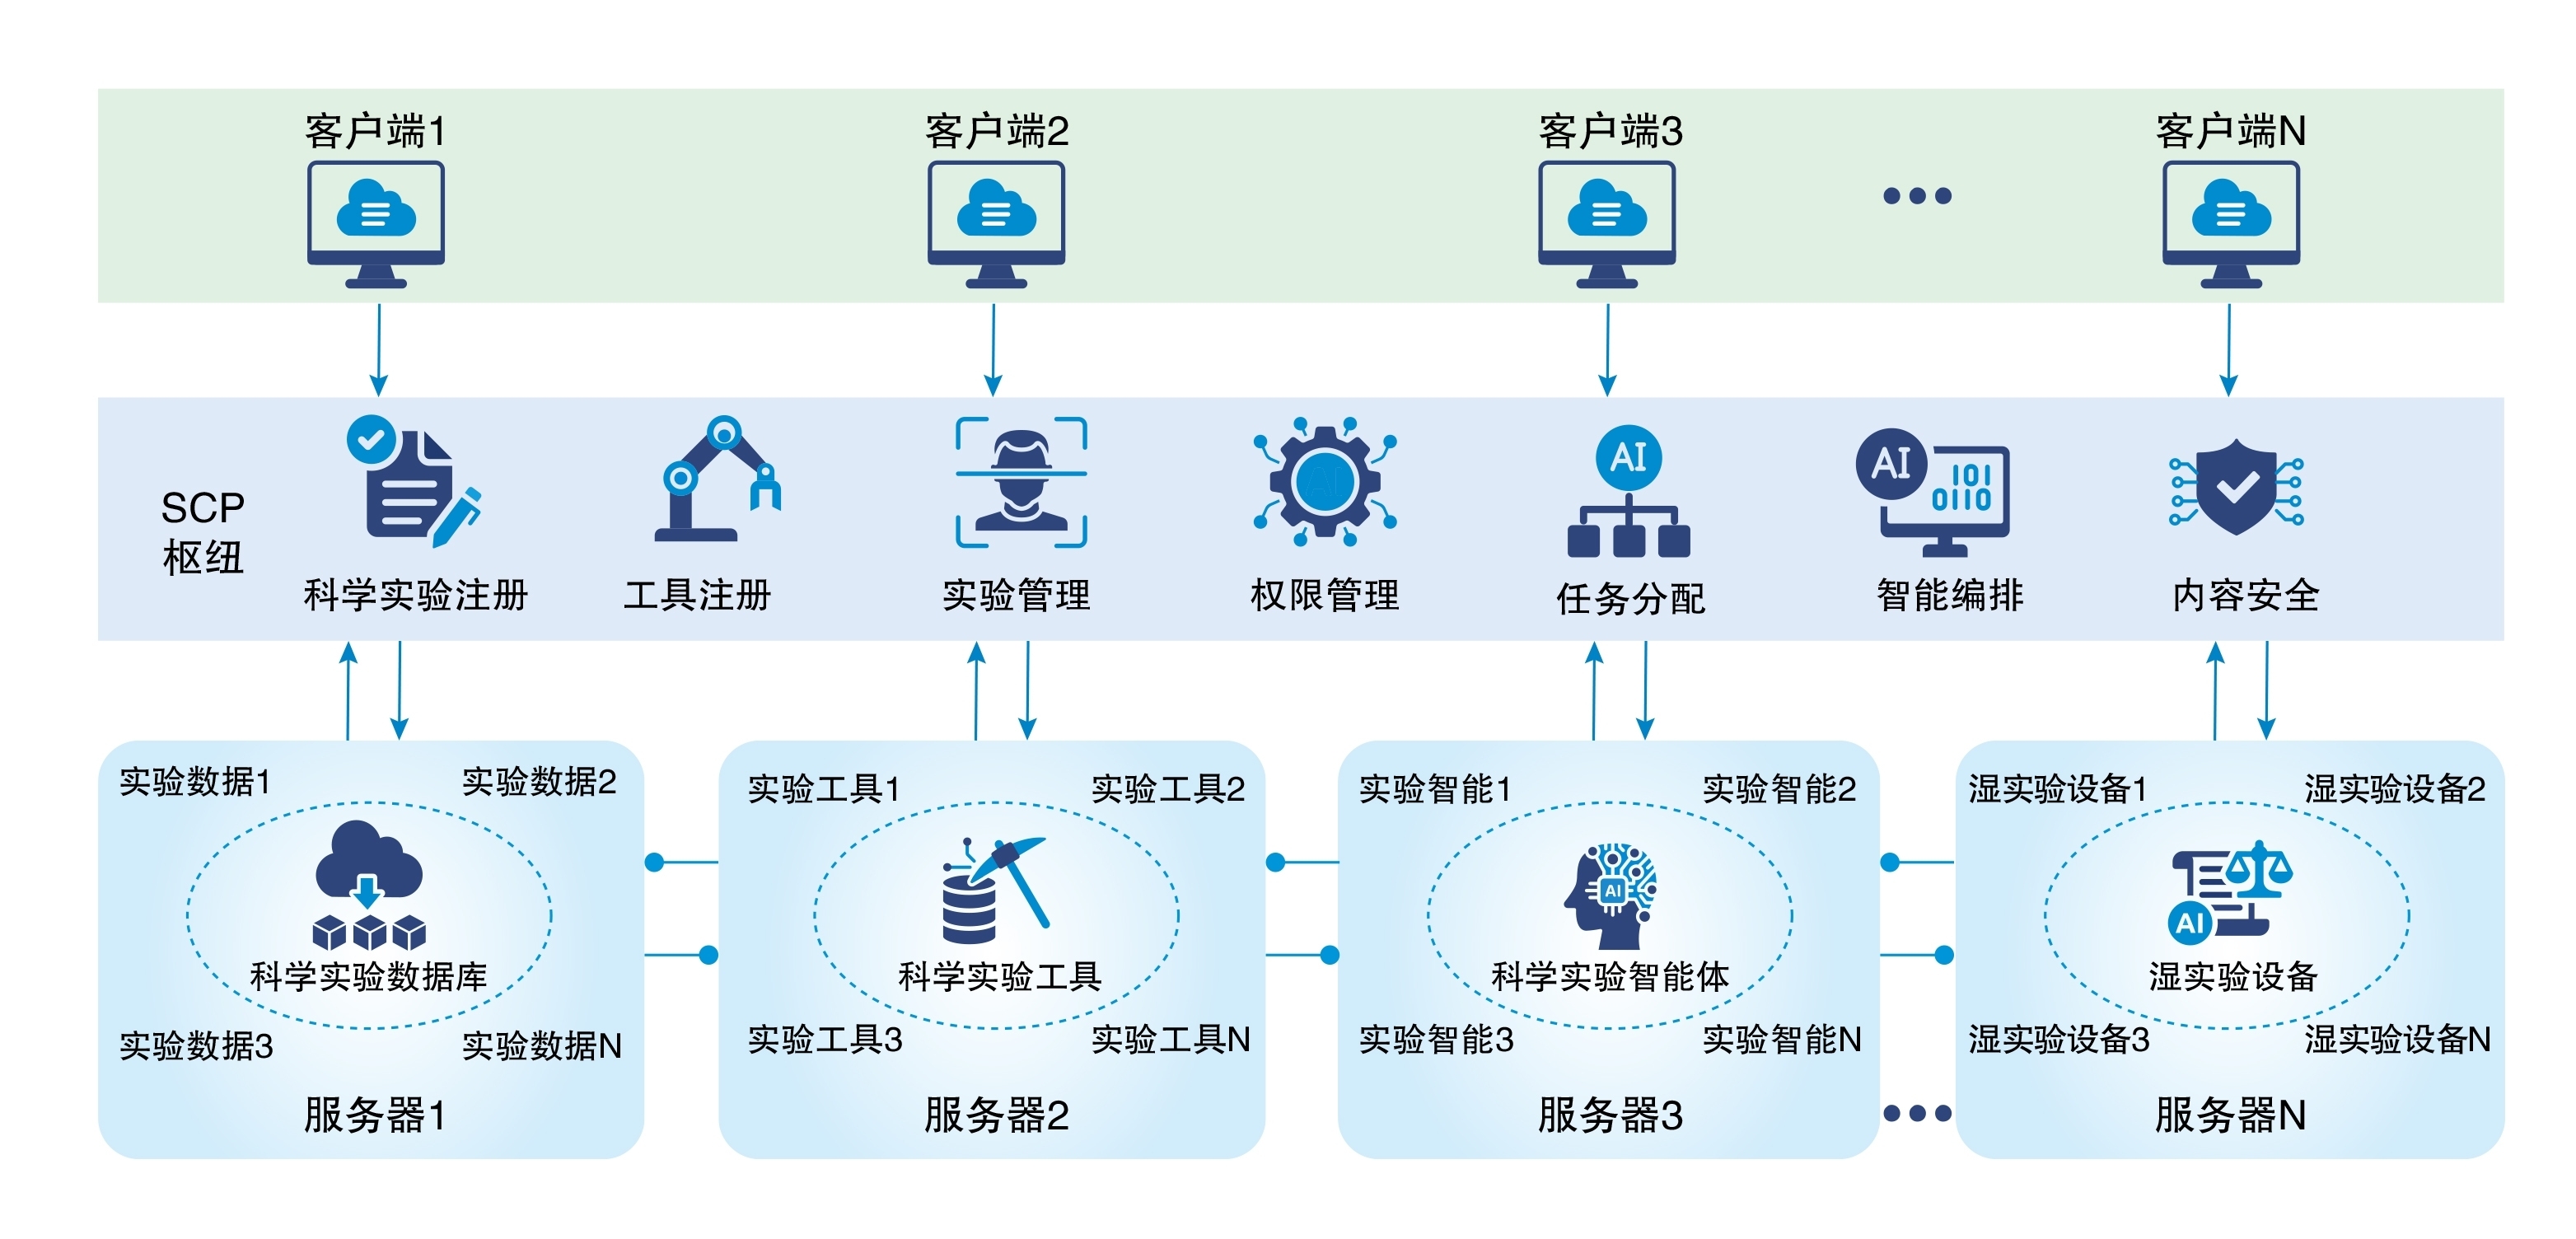 客户端1
客户端2
客户端3
客户端N
SCP
枢纽
AI
AI
AI
101
0110
科学实验注册
工具注册
实验管理
权限管理
任务分配
智能编排
内容安全
实验数据1
实验数据2
科学实验数据库
实验数据3
实验数据N
服务器1
实验工具1
实验工具2
科学实验工具
实验工具3
实验工具N
服务器2
实验智能1
实验智能2
AI
科学实验智能体
实验智能3
实验智能N
服务器3
湿实验设备1
湿实验设备2
AI
湿实验设备
湿实验设备3
湿实验设备N
服务器N